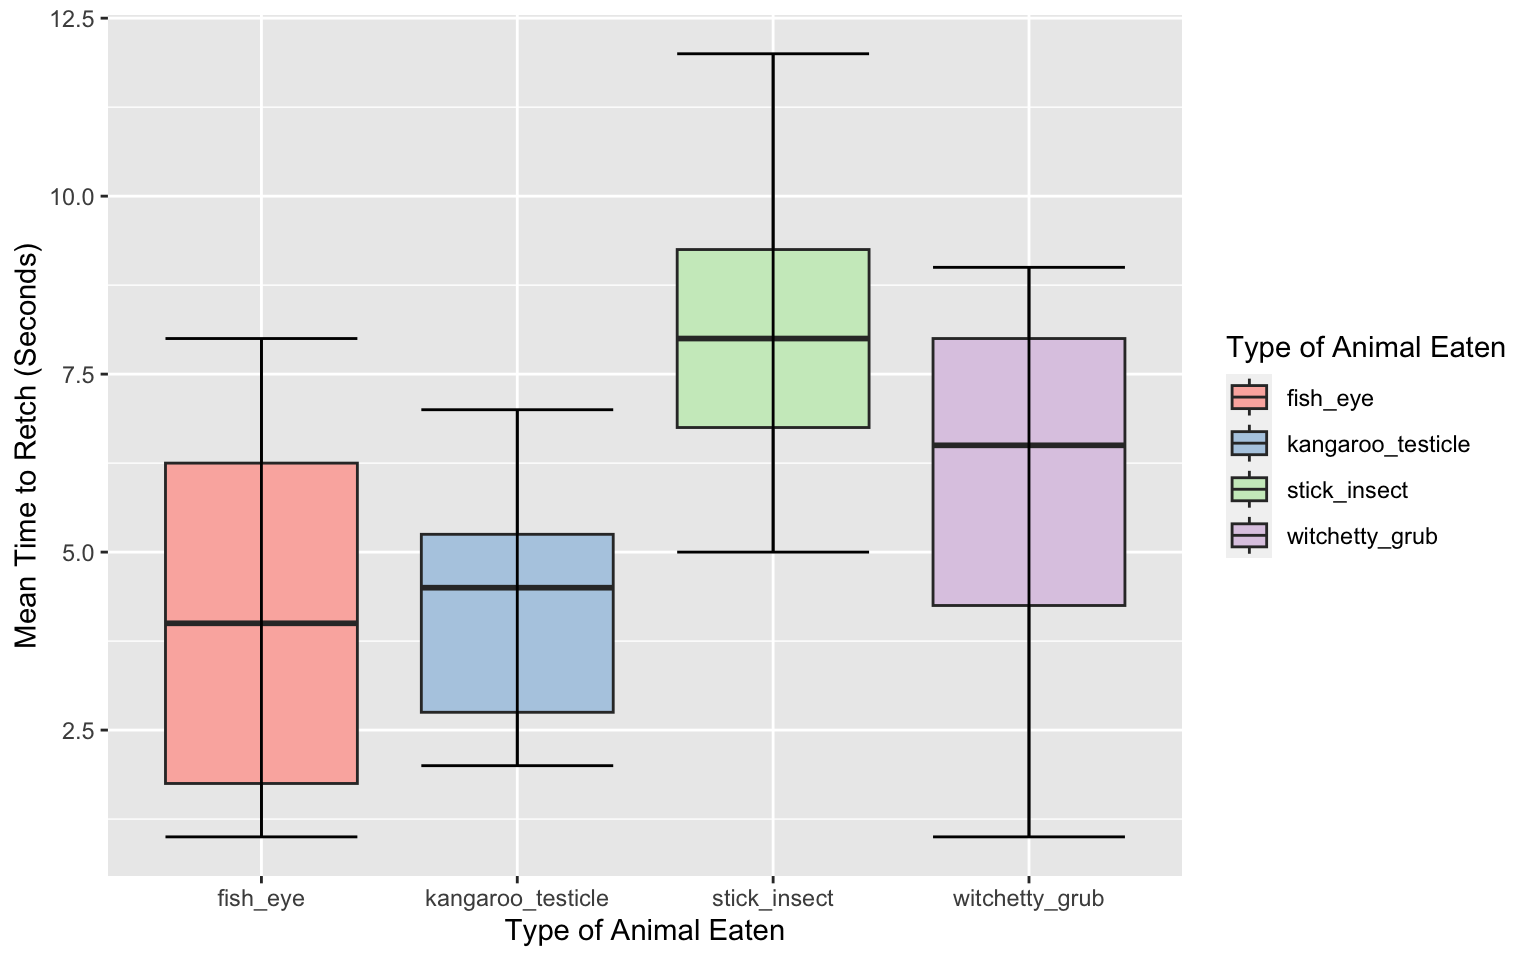 12.5
10.0
7.5
5.0
2.5
Mean Time to Retch (Seconds)
fish_eye
kangaroo_testicle
stick_insect
witchetty_grub
Type of Animal Eaten
Type of Animal Eaten
fish_eye
kangaroo_testicle
stick_insect
witchetty_grub